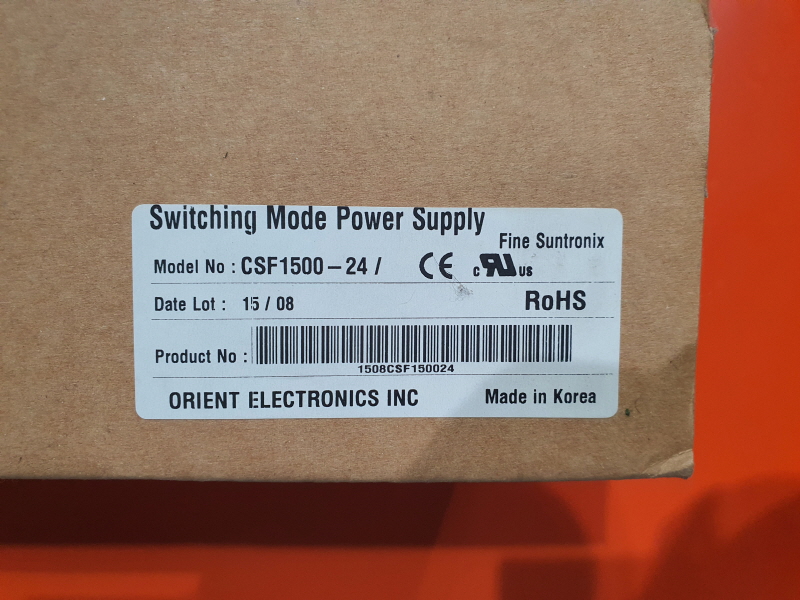 Switching Mode Power Supply
Fine Suntronix
Model No : CSF1500-24 / CE c RU us
Date Lot : 15 / 08 RoHS
Product No :
1508CSF150024
ORIENT ELECTRONICS INC Made in Korea